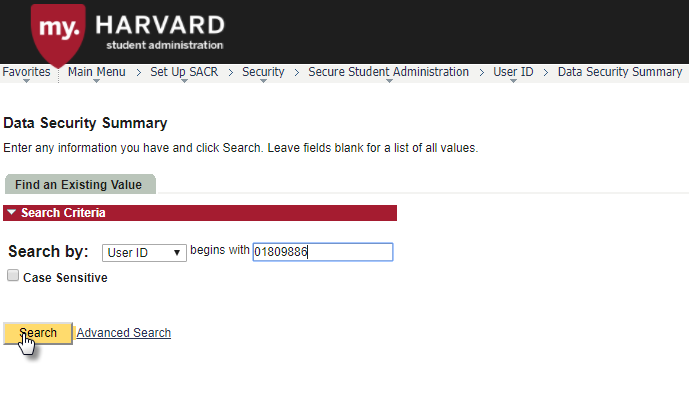 my. HARVARD
student administration
Favorites Main Menu > Set Up SACR > Security > Secure Student Administration > User ID > Data Security Summary
Data Security Summary
Enter any information you have and click Search. Leave fields blank for a list of all values.
Find an Existing Value
Search Criteria
Search by: User ID begins with 01809886
Case Sensitive
Search Advanced Search